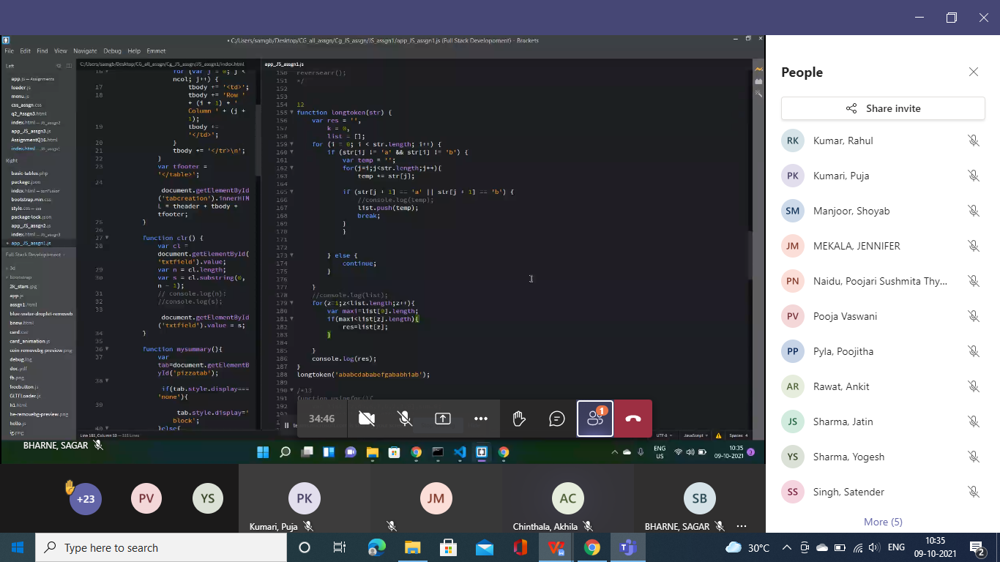 C:/Users/samgb/Desktop/CG_all_assgn/Cg_JS_assgn/JS_assgn1/app_JS_assgn1.js (Full Stack Developoment) - Brackets
File Edit Find View Navigate Debug Help Emmet
Left
app.js — Assignments
loader.js
menu.js
css_assgn.css
q2_Assgn3.html
index.html — JS_assgn2
app_JS_assgn3.js
AssignmentQ16.html
index.html — JS_assgn1
Right
basic-tables.php
package.json
index.html — confusion
bootstrap.min.css
style.css — css
package-lock.json
app_JS_assgn2.js
index.html — JS_assgn3
app_JS_assgn1.js
Full Stack Developoment
3d
bootstrap
2k_stars.jpg
app.js
assgn1.html
blue-water-droplet-removeb
bnew.html
card.css
card_animation.js
coin-removebg-preview.png
debug.log
doc.pdf
fb.png
freebutton.js
GLTFLoader.js
h1.html
he-removebg-preview.png
hello.js
ig.png
C:/Users/samgb/Desktop/CG_all_assgn/Cg_JS_assgn/JS_assgn1/index.html
16 for (var j = 0; j <
ncol; j++) {
17 tbody += '<td>';
18 tbody += 'Row '
+ (i + 1) + '
Column ' + (j +
1);
19 tbody +=
'</td>';
20 }
21 tbody += '</tr>\n';
22 }
23 var tfooter =
'</table>';
24
document.getElementById
('tabcreation').innerHTM
L = theader + tbody +
tfooter;
25 }
26
27 function clr() {
28 var cl =
document.getElementById(
'txtfield').value;
29 var n = cl.length;
30 var s = cl.substring(0,
n - 1);
31 // console.log(n);
32 //console.log(s);
33
document.getElementById
('txtfield').value = s;
34 }
35
36 function mysummary(){
37 var
tab=document.getElementB
yId('pizzatab');
38
if(tab.style.display===
'none'){
39
tab.style.display='
block';
40 }else{
app_JS_assgn1.js
150 reversearr();
151 */
152
153
154 12
155 function longtoken(str) {
156 var res = '',
157 k = 0,
158 list = [];
159 for (i = 0; i < str.length; i++) {
160 if (str[i] != 'a' && str[i] != 'b') {
161 var temp = '';
162 for(j=i;j<str.length;j++){
163 temp += str[j];
164
165 if (str[j + 1] == 'a' || str[j + 1] == 'b') {
166 //console.log(temp);
167 list.push(temp);
168 break;
169 }
170 }
171
172
173 } else {
174 continue;
175 }
176
177 }
178 //console.log(list);
179 for(z=1;z<list.length;z++){
180 var maxi=list[0].length;
181 if(maxi<list[z].length){
182 res=list[z];
183 }
184
185 }
186 console.log(res);
187 }
188 longtoken('ababcdababefgababhiab');
189
190 /*13
191 function usingfor(){
Line 181, Column 33 — 315 Lines
UTF-8
JavaScript
Spaces: 4
34:46
1
BHARNE, SAGAR
ENG
US
10:35
09-10-2021
+23
PV
YS
PK
Kumari, Puja
JM
AC
Chinthala, Akhila
SB
BHARNE, SAGAR
People
Share invite
RK Kumar, Rahul
PK Kumari, Puja
SM Manjoor, Shoyab
JM MEKALA, JENNIFER
PN Naidu, Poojari Sushmita Thy...
PV Pooja Vaswani
PP Pyla, Poojitha
AR Rawat, Ankit
JS Sharma, Jatin
YS Sharma, Yogesh
SS Singh, Satender
More (5)
Type here to search
30°C
ENG
10:35
09-10-2021
2